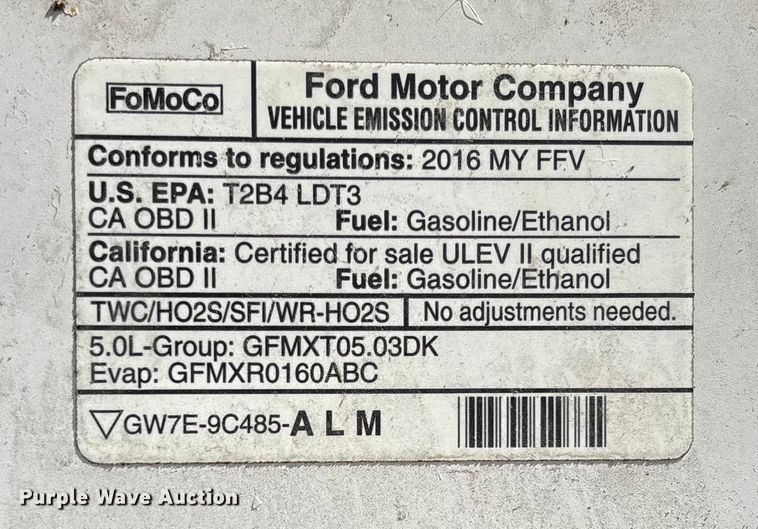 FoMoCo
Ford Motor Company
VEHICLE EMISSION CONTROL INFORMATION
Conforms to regulations: 2016 MY FFV
U.S. EPA: T2B4 LDT3
CA OBD II Fuel: Gasoline/Ethanol
California: Certified for sale ULEV II qualified
CA OBD II Fuel: Gasoline/Ethanol
TWC/HO2S/SFI/WR-HO2S No adjustments needed.
5.0L-Group: GFMXT05.03DK
Evap: GFMXR0160ABC
▽GW7E-9C485-A L M
Purple Wave Auction